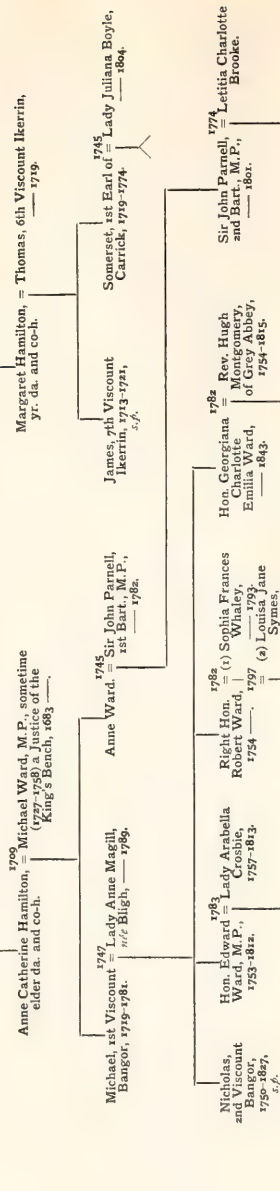 Anne Catherine Hamilton, = Michael Ward, M.P., sometime
elder da. and co-h.
(1727-1758) a Justice of the
King's Bench, 1683 —.
1709
Margaret Hamilton, = Thomas, 6th Viscount Ikerrin,
yr. da. and co-h.
— 1719.
Michael, 1st Viscount = Lady Anne Magill,
Bangor, 1719-1781.
née Bligh, — 1789.
1747
Anne Ward. = Sir John Parnell,
1st Bart., M.P.,
— 1782.
1745
James, 7th Viscount
Ikerrin, 1713-1721,
s.p.
Somerset, 1st Earl of = Lady Juliana Boyle,
Carrick, 1719-1774.
— 1804.
1745
Nicholas,
2nd Viscount
Bangor,
1750-1827,
s.p.
Hon. Edward = Lady Arabella
Ward, M.P.,
Crosbie,
1753-1812.
1757-1813.
1783
Right Hon. = (1) Sophia Frances
Robert Ward,
Whaley,
1754 —.
— 1793.
1782
1797
= (2) Louisa Jane
Symes,
Hon. Georgiana = Rev. Hugh
Charlotte
Montgomery,
Emilia Ward,
of Grey Abbey,
— 1843.
1754-1815.
1782
Sir John Parnell, = Letitia Charlotte
2nd Bart., M.P.,
Brooke.
— 1801.
1774